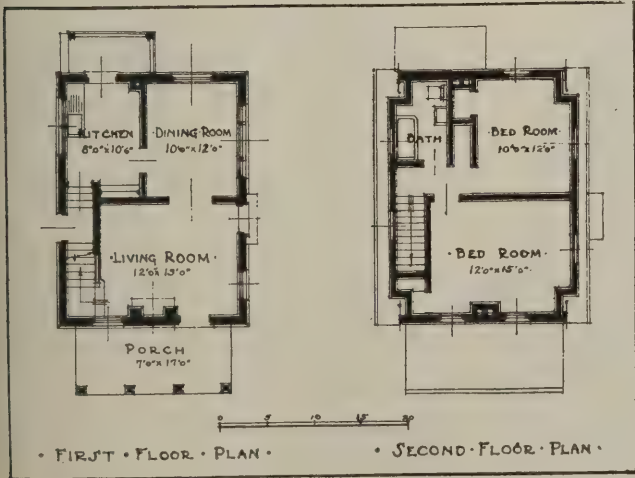 KITCHEN
8'0"x10'6"
·DINING·ROOM
10'6"x12'0"
·LIVING ROOM·
12'0"x15'0"
PORCH
7'0"x17'0"
BATH
BED ROOM·
10'6"x12'0"
·BED ROOM·
12'0"x15'0"
0 5 10 15 20
· FIRST · FLOOR · PLAN ·
· SECOND · FLOOR · PLAN ·